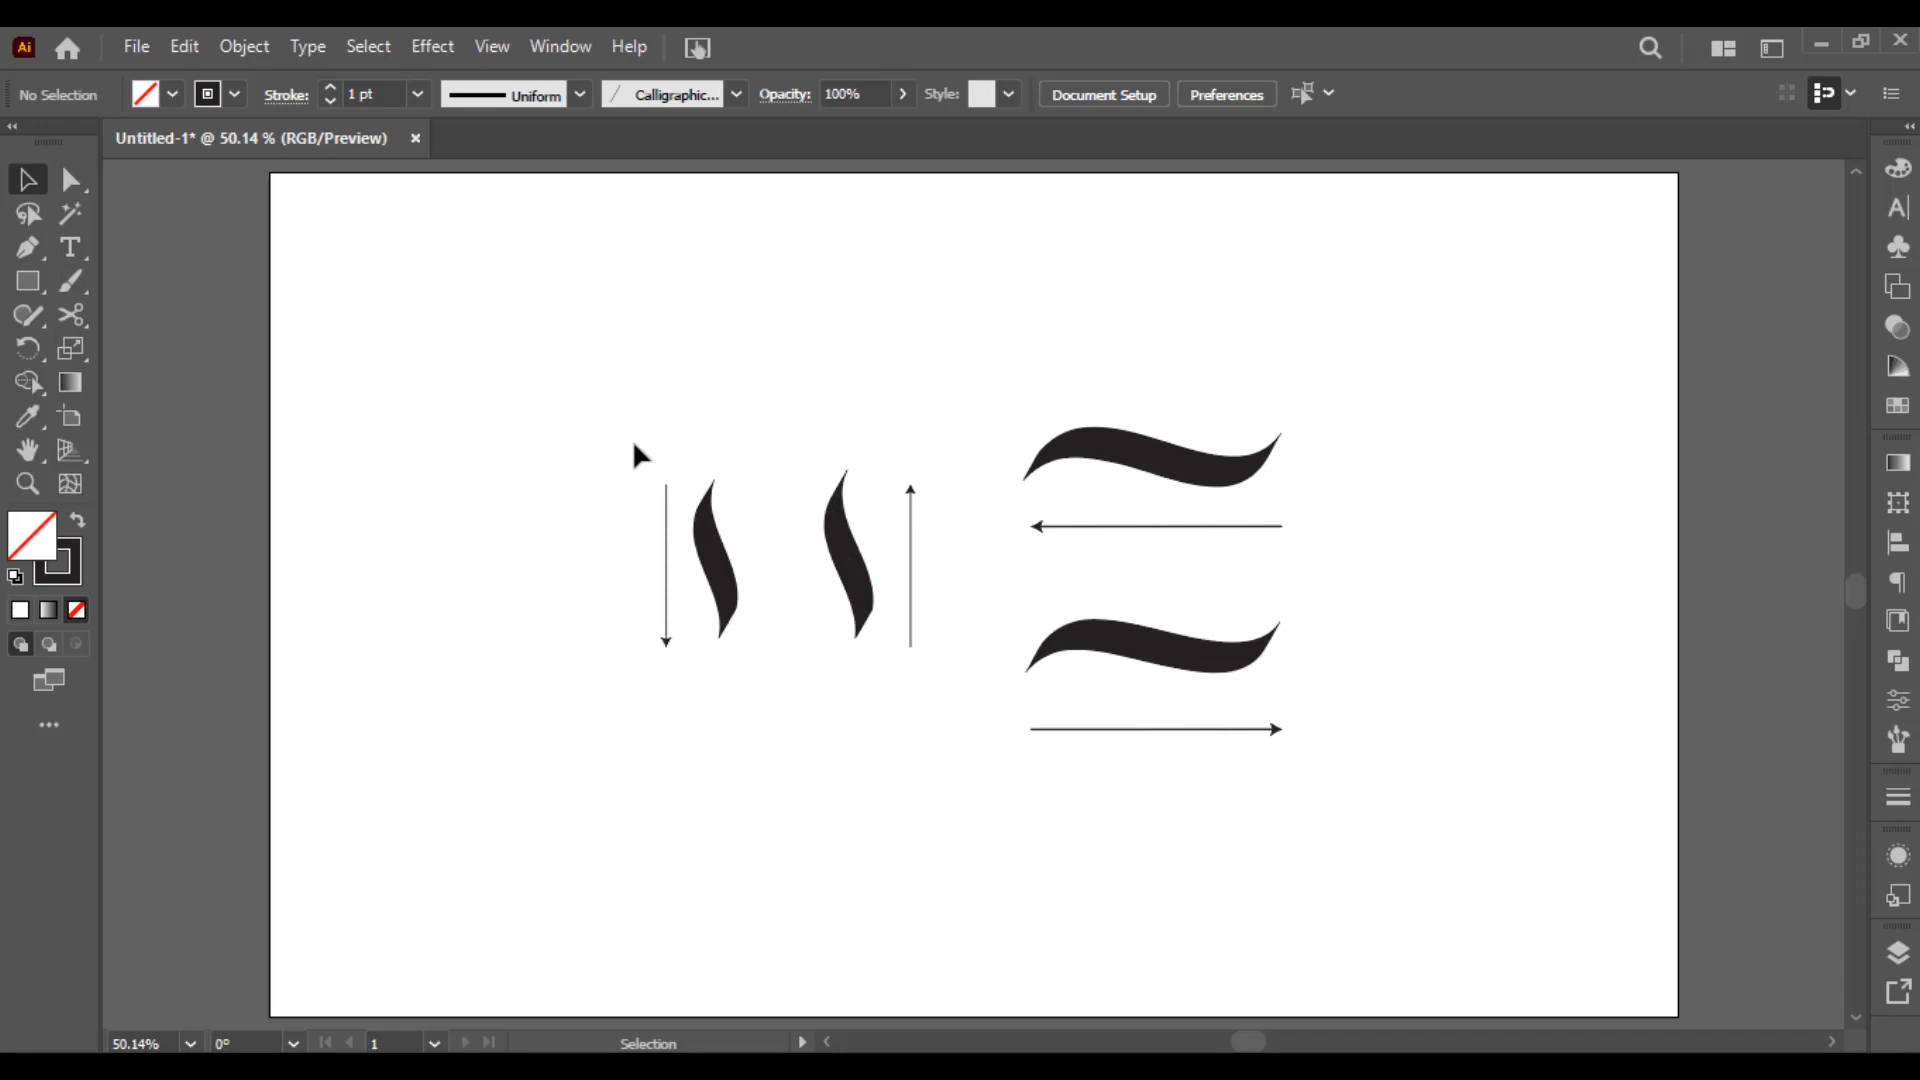 Ai File Edit Object Type Select Effect View Window Help
No Selection Stroke: 1 pt Uniform Calligraphic... Opacity: 100% Style: Document Setup Preferences
Untitled-1* @ 50.14 % (RGB/Preview) ×
50.14% 0° 1 Selection